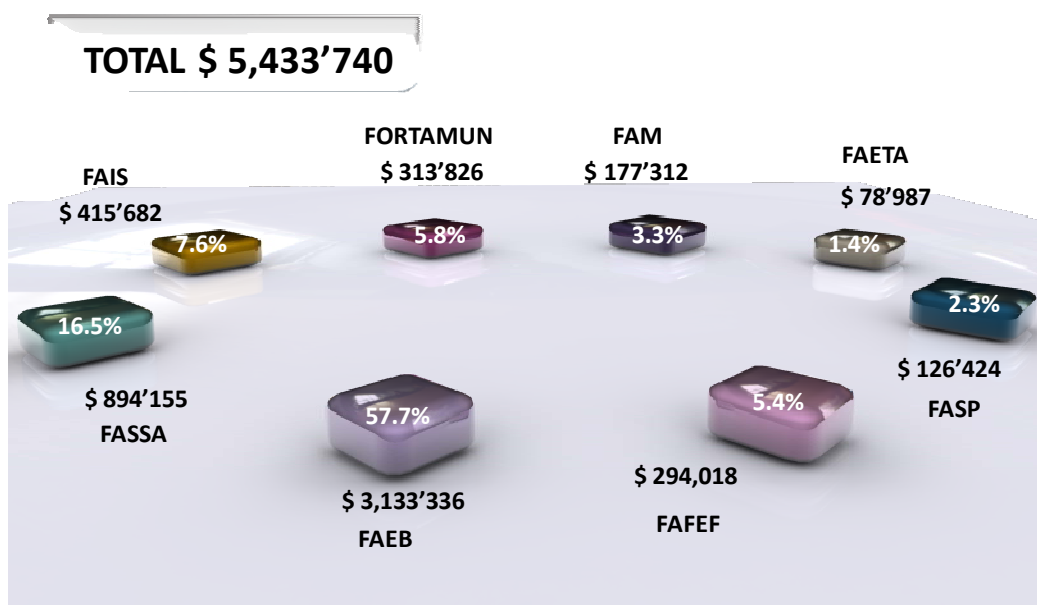 TOTAL $ 5,433’740
FAIS
$ 415’682
7.6%
FORTAMUN
$ 313’826
5.8%
FAM
$ 177’312
3.3%
FAETA
$ 78’987
1.4%
16.5%
$ 894’155
FASSA
57.7%
$ 3,133’336
FAEB
5.4%
$ 294,018
FAFEF
2.3%
$ 126’424
FASP